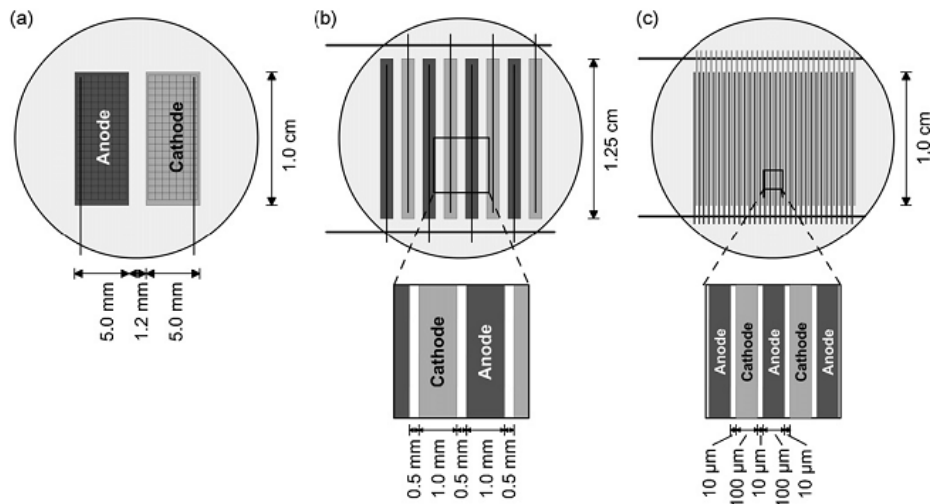 (a)
Anode
Cathode
1.0 cm
5.0 mm
1.2 mm
5.0 mm
(b)
1.25 cm
Cathode
Anode
0.5 mm
1.0 mm
0.5 mm
1.0 mm
0.5 mm
(c)
1.0 cm
Anode
Cathode
Anode
Cathode
Anode
10 µm
100 µm
10 µm
100 µm
10 µm